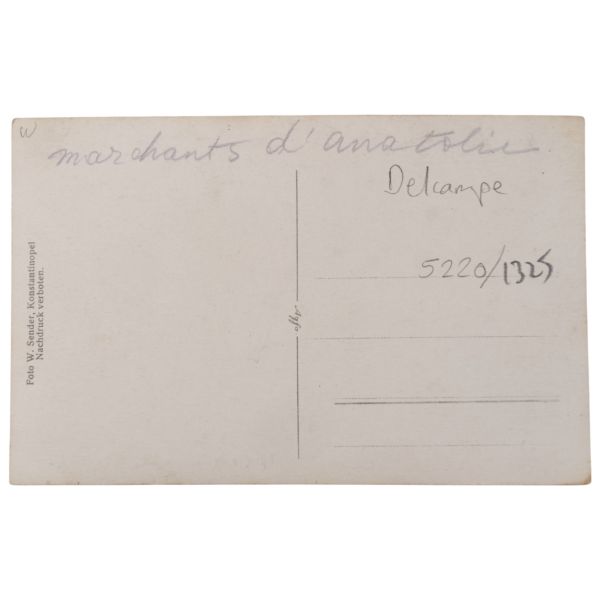 w
marchants d'anatolie
Delcampe
5220/1325
Foto W. Sender, Konstantinopel
Nachdruck verboten.